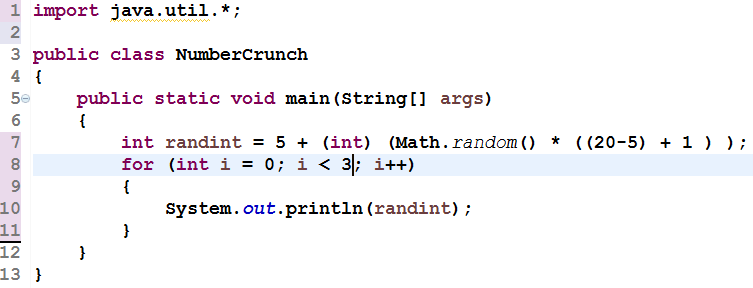 1 import java.util.*;
2
3 public class NumberCrunch
4 {
5 public static void main(String[] args)
6 {
7 int randint = 5 + (int) (Math.random() * ((20-5) + 1 ) );
8 for (int i = 0; i < 3; i++)
9 {
10 System.out.println(randint);
11 }
12 }
13 }